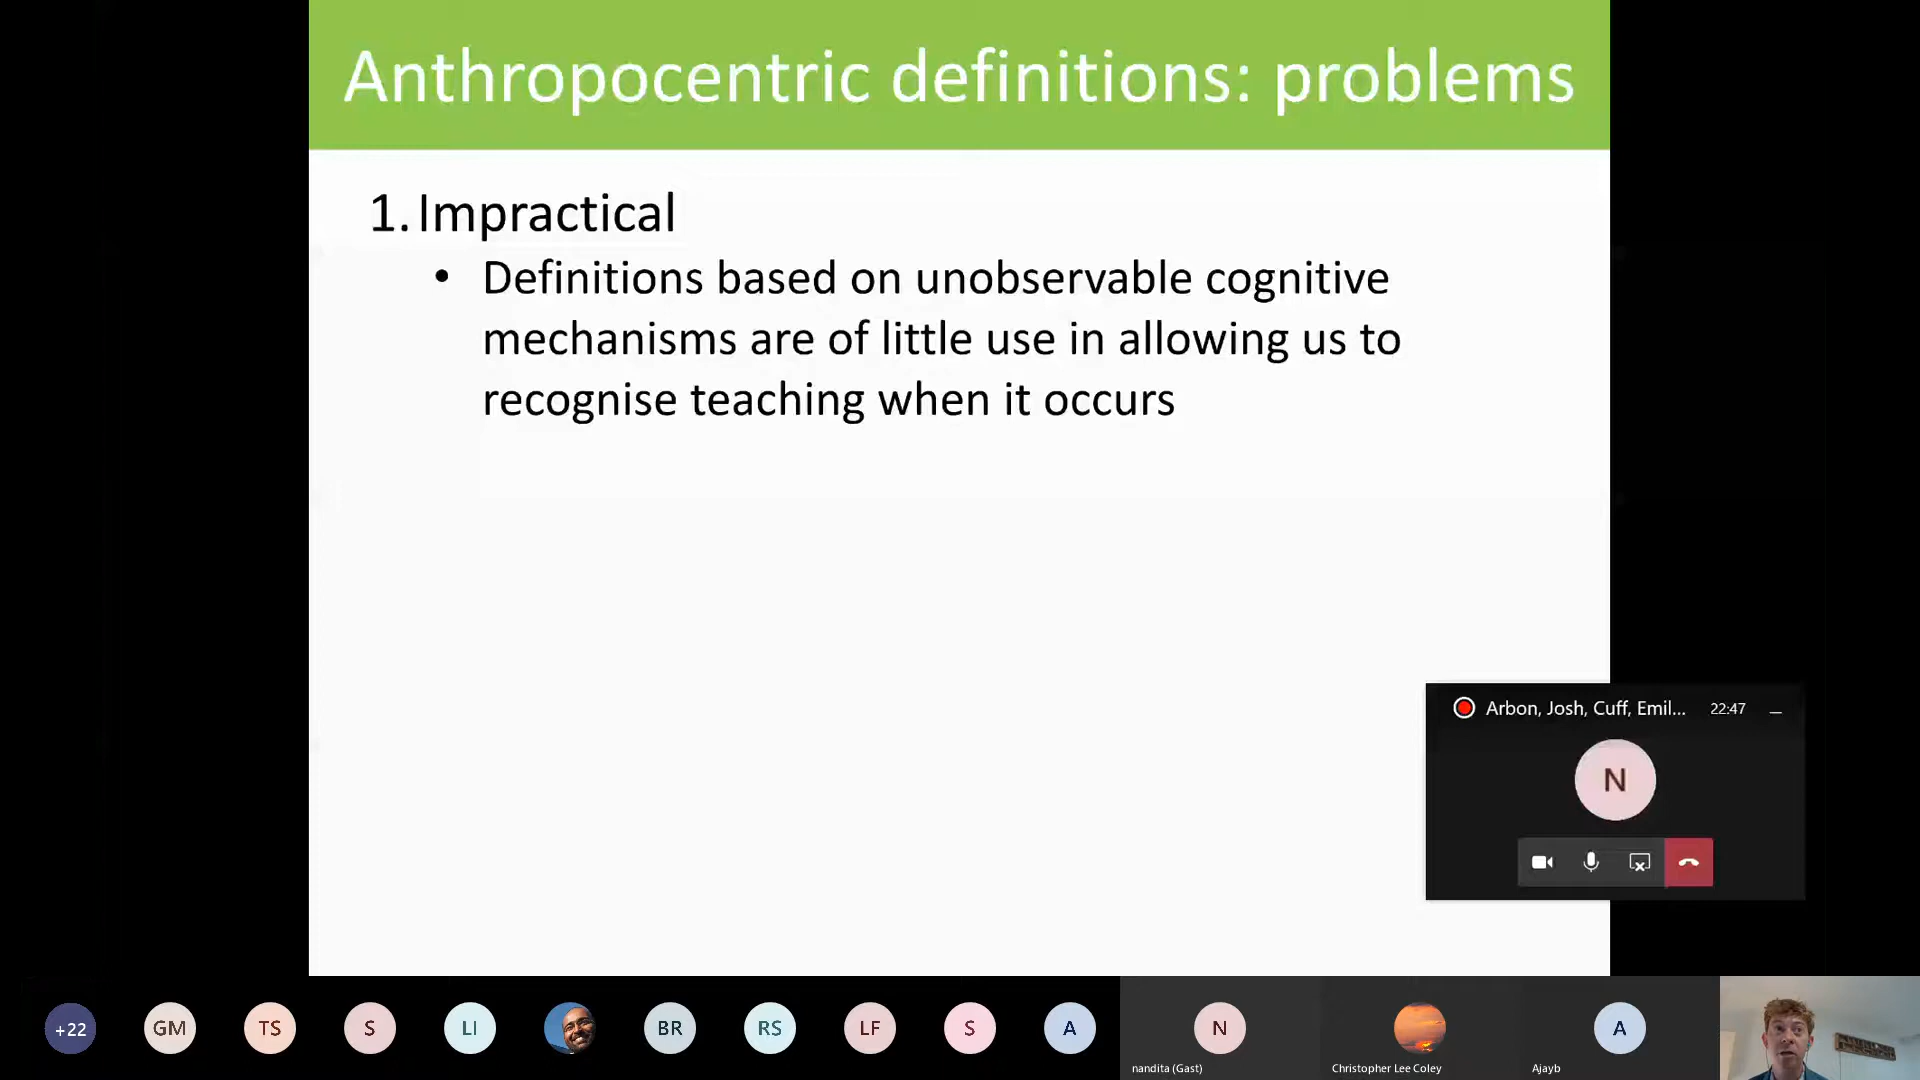 Anthropocentric definitions: problems
1. Impractical
• Definitions based on unobservable cognitive
mechanisms are of little use in allowing us to
recognise teaching when it occurs
Arbon, Josh, Cuff, Emil... 22:47
N
+22 GM TS S LI BR RS LF S A N A
nandita (Gast) Christopher Lee Coley Ajayb